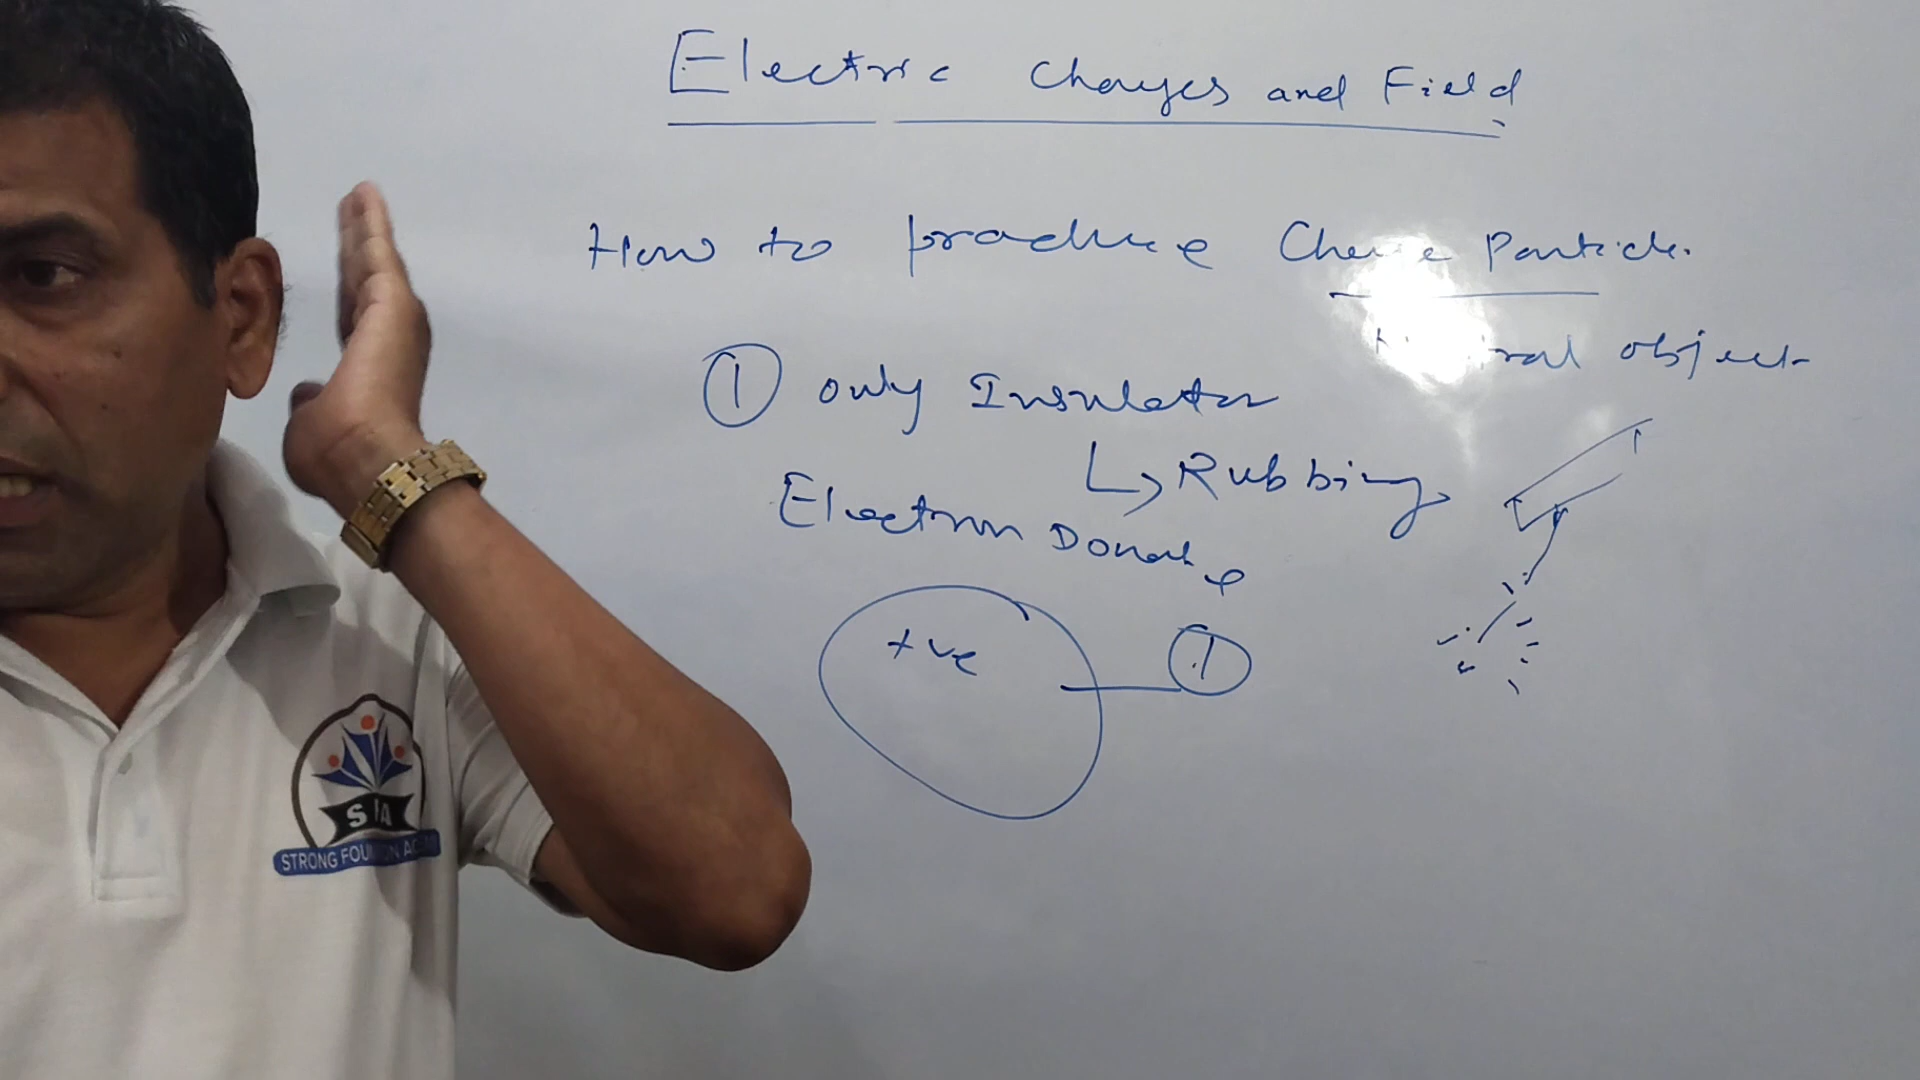 Electric Charges and Field
How to produce Charge Particle.
object
① only Insulator
↳ Rubbing
Electron Donate
+ve
①
S A
STRONG FOU N AC